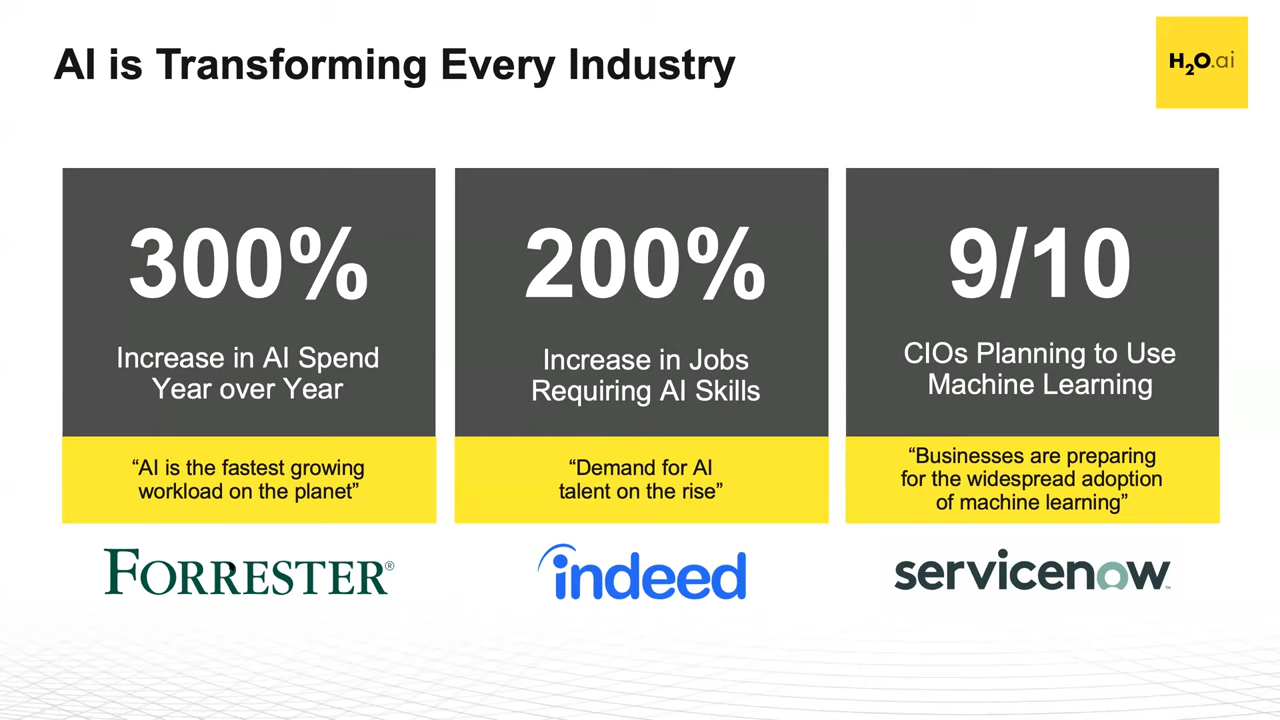 AI is Transforming Every Industry
H2O.ai
300%
Increase in AI Spend
Year over Year
“AI is the fastest growing
workload on the planet”
FORRESTER®
200%
Increase in Jobs
Requiring AI Skills
“Demand for AI
talent on the rise”
indeed
9/10
CIOs Planning to Use
Machine Learning
“Businesses are preparing
for the widespread adoption
of machine learning”
servicenow™